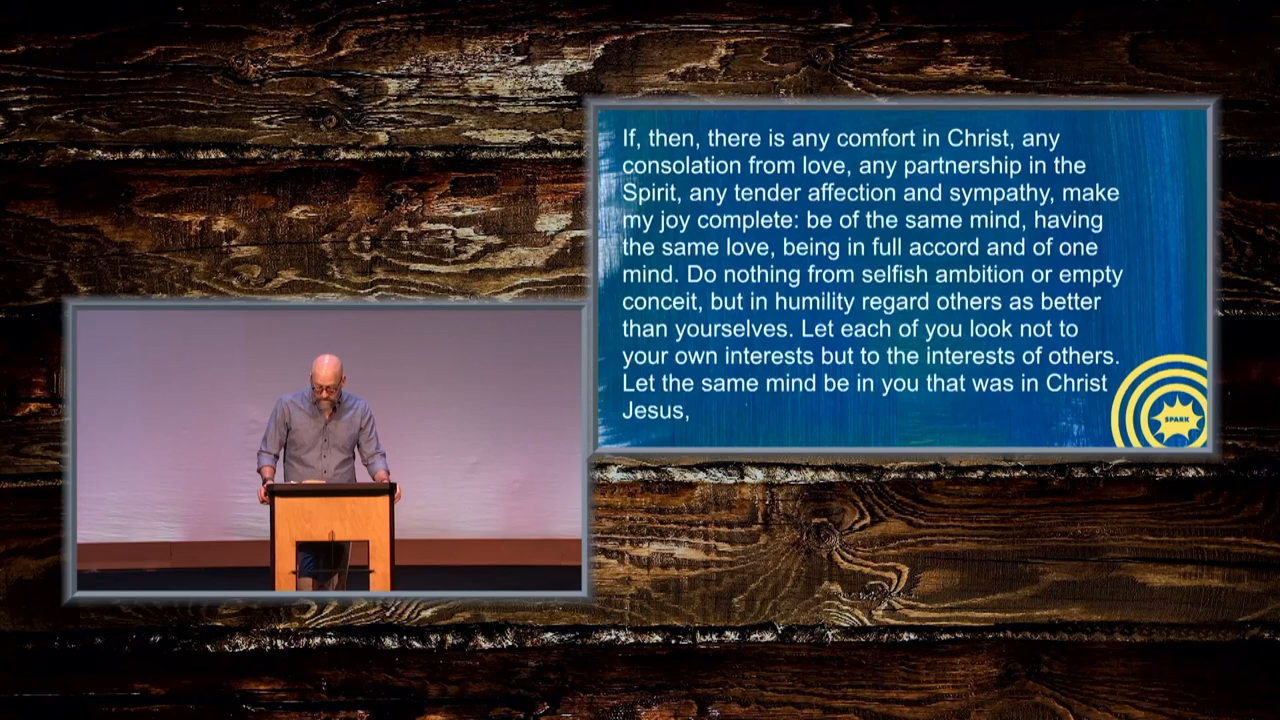 If, then, there is any comfort in Christ, any
consolation from love, any partnership in the
Spirit, any tender affection and sympathy, make
my joy complete: be of the same mind, having
the same love, being in full accord and of one
mind. Do nothing from selfish ambition or empty
conceit, but in humility regard others as better
than yourselves. Let each of you look not to
your own interests but to the interests of others.
Let the same mind be in you that was in Christ
Jesus,
SPARK